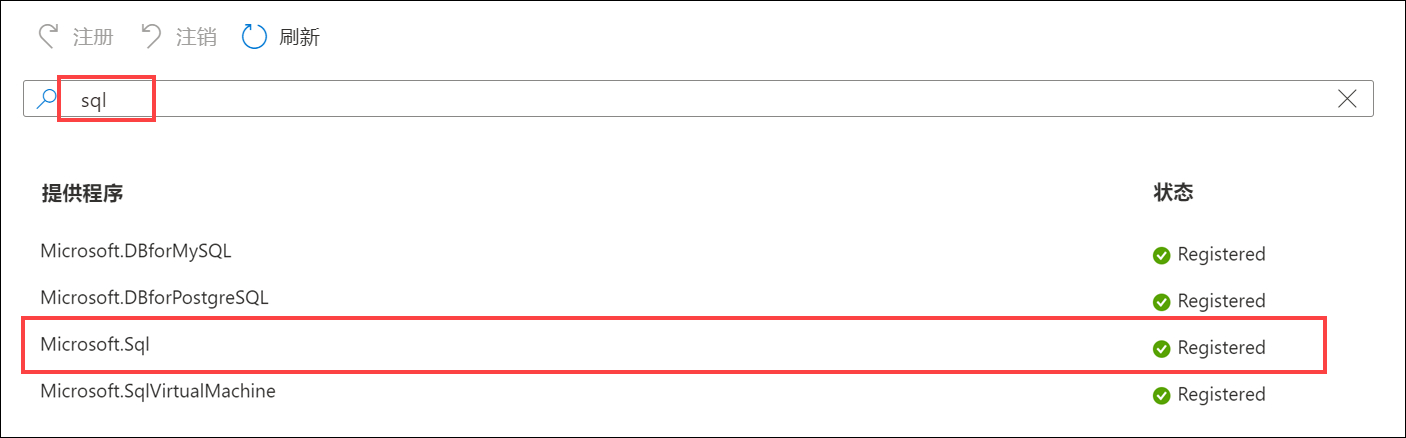 注册 注销 刷新
sql
提供程序 状态
Microsoft.DBforMySQL Registered
Microsoft.DBforPostgreSQL Registered
Microsoft.Sql Registered
Microsoft.SqlVirtualMachine Registered